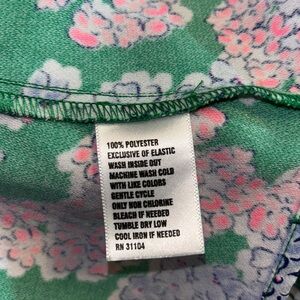 100% POLYESTER
EXCLUSIVE OF ELASTIC
WASH INSIDE OUT
MACHINE WASH COLD
WITH LIKE COLORS
GENTLE CYCLE
ONLY NON CHLORINE
BLEACH IF NEEDED
TUMBLE DRY LOW
COOL IRON IF NEEDED
RN 31104